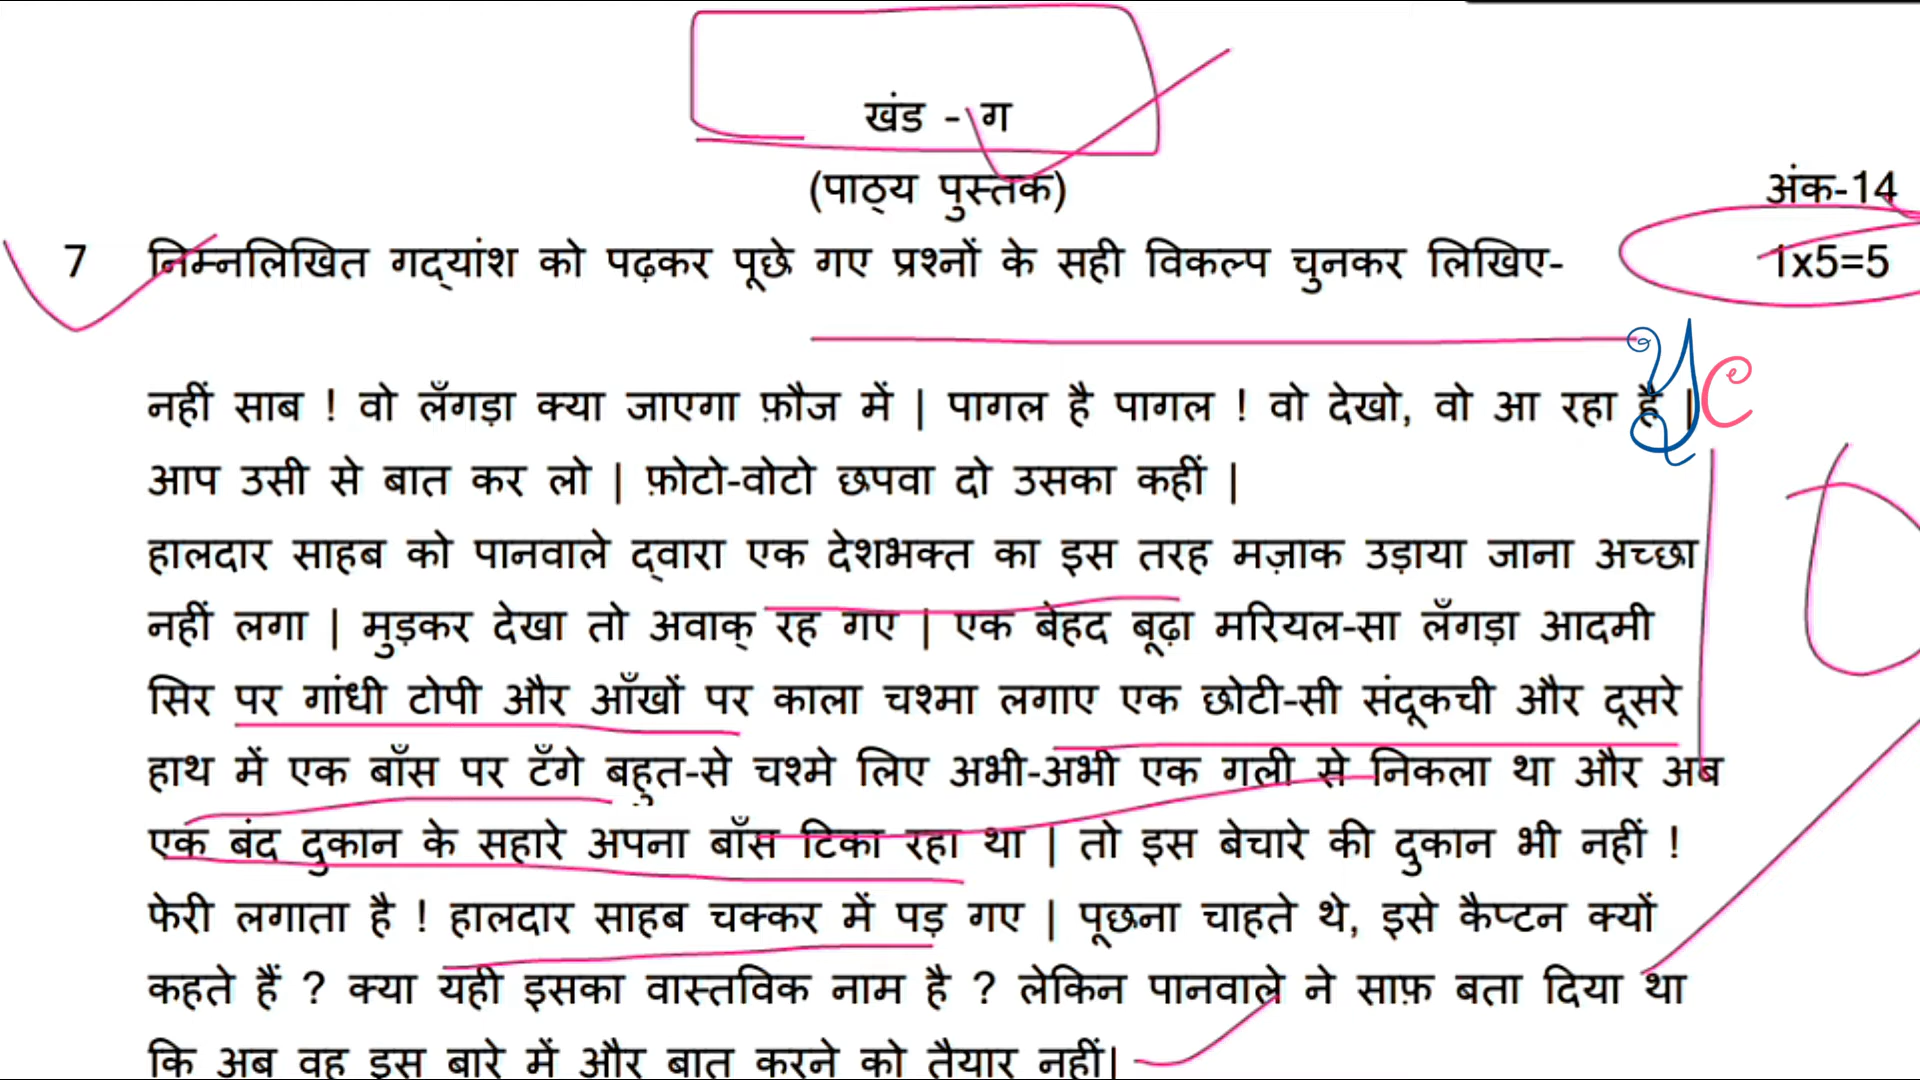 खंड - ग
(पाठ्य पुस्तक)
अंक-14
7 निम्नलिखित गद्यांश को पढ़कर पूछे गए प्रश्नों के सही विकल्प चुनकर लिखिए- 1x5=5
YC
नहीं साब ! वो लँगड़ा क्या जाएगा फ़ौज में | पागल है पागल ! वो देखो, वो आ रहा है |
आप उसी से बात कर लो | फ़ोटो-वोटो छपवा दो उसका कहीं |
हालदार साहब को पानवाले द्वारा एक देशभक्त का इस तरह मज़ाक उड़ाया जाना अच्छा
नहीं लगा | मुड़कर देखा तो अवाक् रह गए | एक बेहद बूढ़ा मरियल-सा लँगड़ा आदमी
सिर पर गांधी टोपी और आँखों पर काला चश्मा लगाए एक छोटी-सी संदूकची और दूसरे
हाथ में एक बाँस पर टँगे बहुत-से चश्मे लिए अभी-अभी एक गली से निकला था और अब
एक बंद दुकान के सहारे अपना बाँस टिका रहा था | तो इस बेचारे की दुकान भी नहीं !
फेरी लगाता है ! हालदार साहब चक्कर में पड़ गए | पूछना चाहते थे, इसे कैप्टन क्यों
कहते हैं ? क्या यही इसका वास्तविक नाम है ? लेकिन पानवाले ने साफ़ बता दिया था
कि अब वह इस बारे में और बात करने को तैयार नहीं|